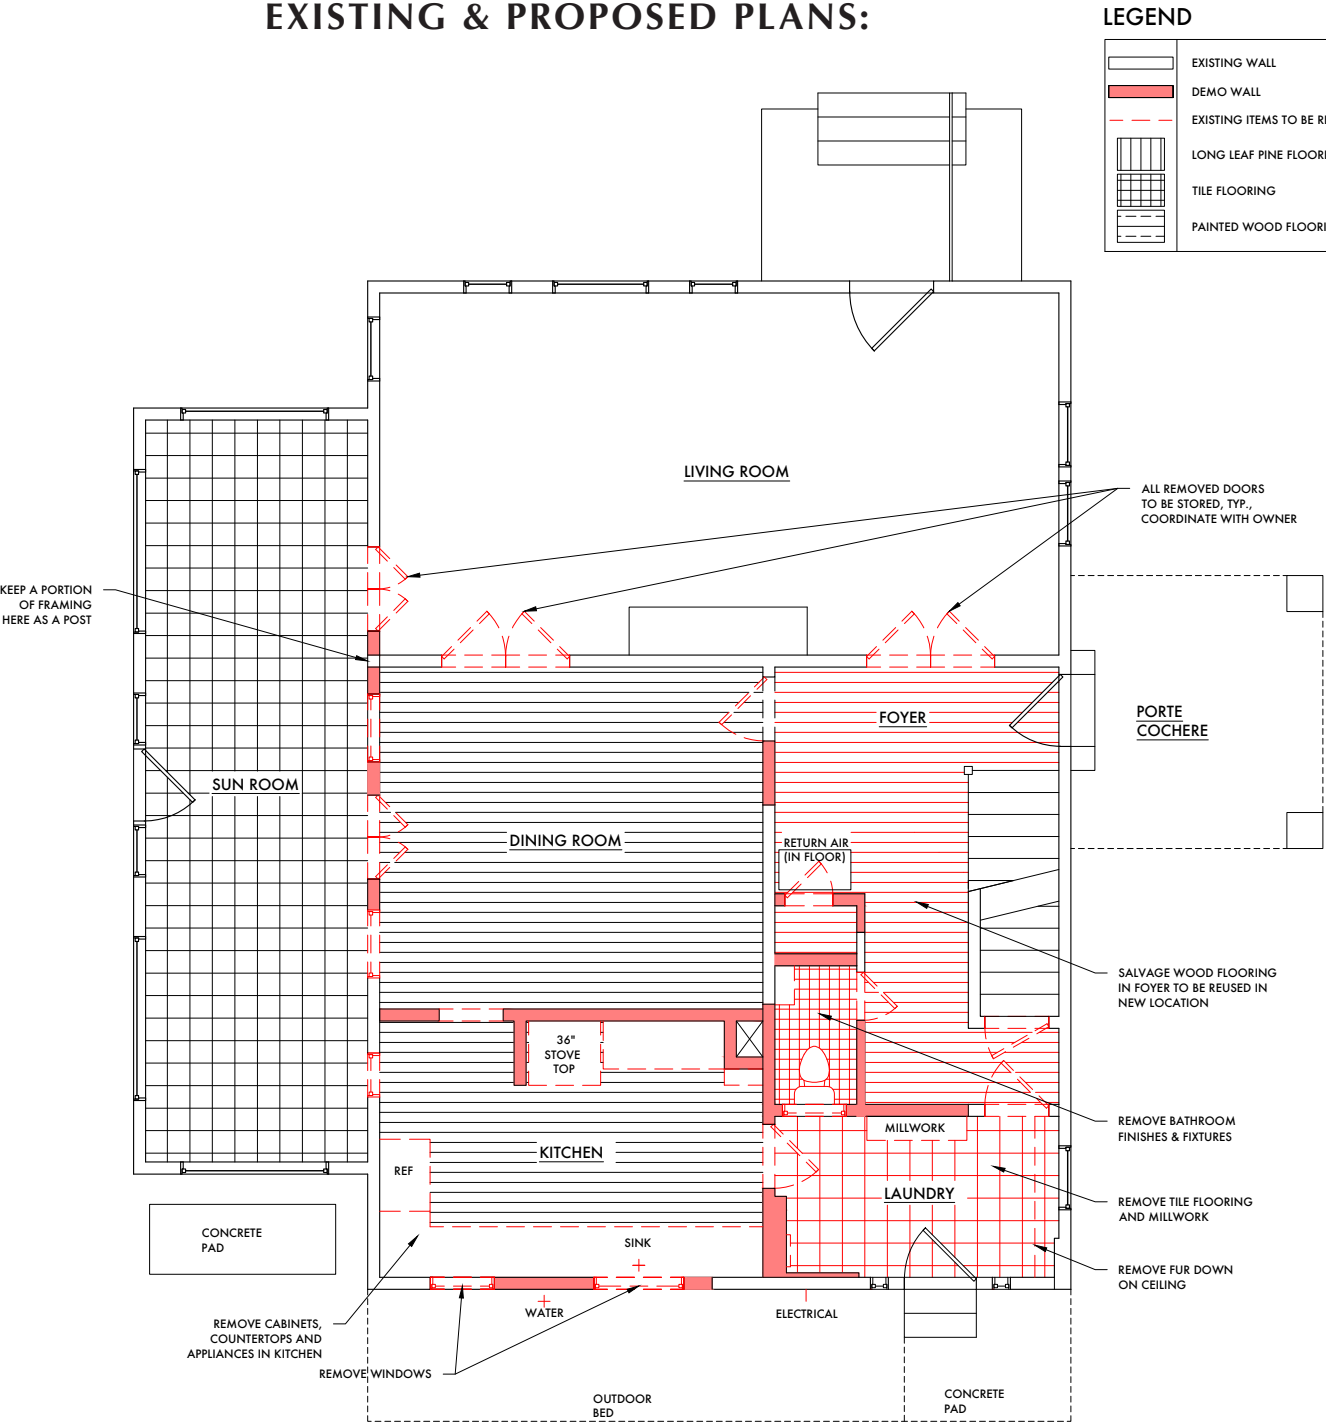 EXISTING & PROPOSED PLANS:
LEGEND
EXISTING WALL
DEMO WALL
EXISTING ITEMS TO BE
LONG LEAF PINE
TILE FLOORING
PAINTED WOOD
LIVING ROOM
ALL REMOVED DOORS
TO BE STORED, TYP.,
COORDINATE WITH OWNER
KEEP A PORTION
OF FRAMING
HERE AS A POST
FOYER
PORTE
COCHERE
SUN ROOM
DINING ROOM
RETURN AIR
(IN FLOOR)
SALVAGE WOOD FLOORING
IN FOYER TO BE REUSED IN
NEW LOCATION
36"
STOVE
TOP
REMOVE BATHROOM
FINISHES & FIXTURES
MILLWORK
KITCHEN
REF
LAUNDRY
REMOVE TILE FLOORING
AND MILLWORK
CONCRETE
PAD
SINK
REMOVE FUR DOWN
ON CEILING
WATER
ELECTRICAL
REMOVE CABINETS,
COUNTERTOPS AND
APPLIANCES IN KITCHEN
REMOVE WINDOWS
OUTDOOR
BED
CONCRETE
PAD